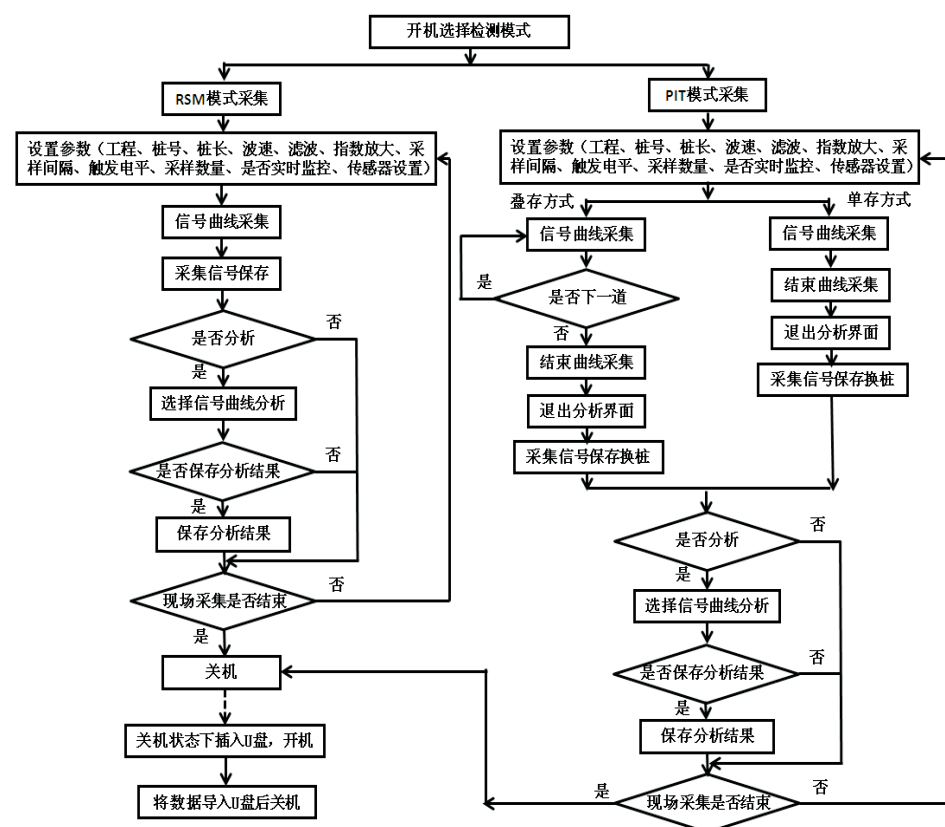 开机选择检测模式
RSM模式采集
设置参数（工程、桩号、桩长、波速、滤波、指数放大、采
样间隔、触发电平、采样数量、是否实时监控、传感器设置）
信号曲线采集
采集信号保存
是否分析
否
是
选择信号曲线分析
是否保存分析结果
否
是
保存分析结果
现场采集是否结束
否
是
关机
关机状态下插入U盘，开机
将数据导入U盘后关机
PIT模式采集
设置参数（工程、桩号、桩长、波速、滤波、指数放大、采
样间隔、触发电平、采样数量、是否实时监控、传感器设置）
叠存方式
信号曲线采集
是
是否下一道
否
结束曲线采集
退出分析界面
采集信号保存换桩
单存方式
信号曲线采集
结束曲线采集
退出分析界面
采集信号保存换桩
是否分析
否
是
选择信号曲线分析
是否保存分析结果
否
是
保存分析结果
是
现场采集是否结束
否